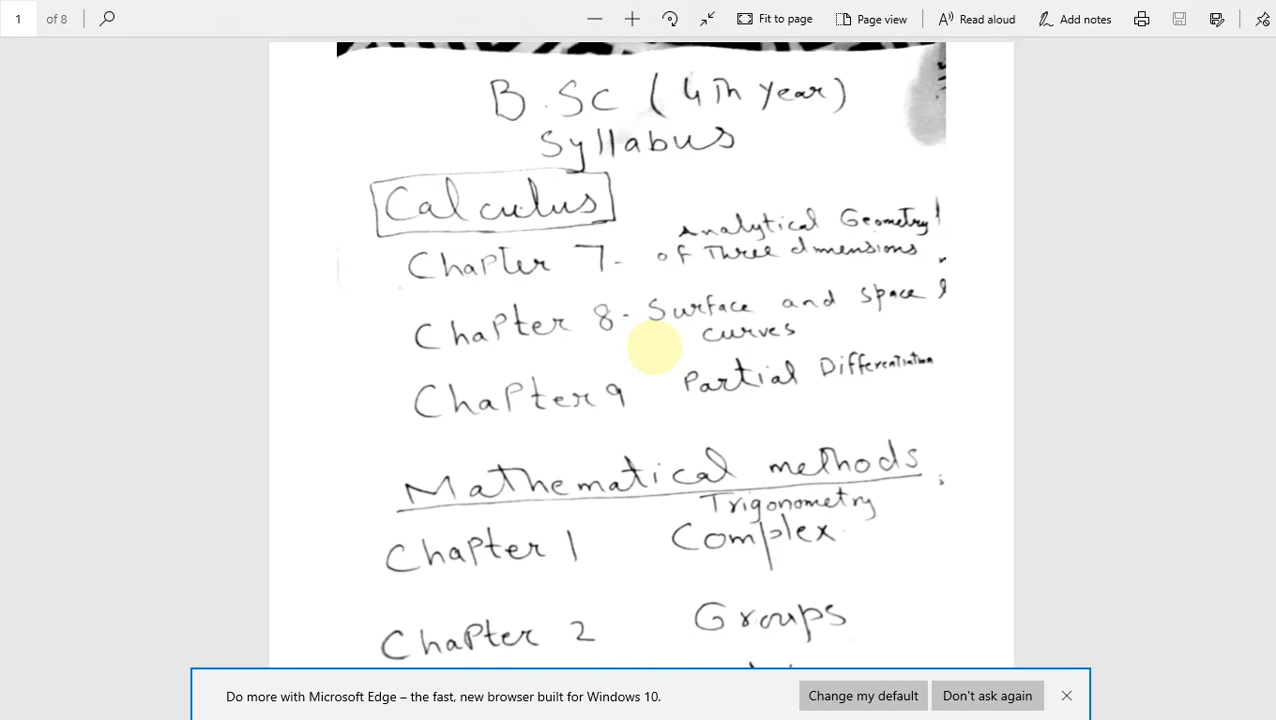 1 of 8
Fit to page
Page view
Read aloud
Add notes
B.Sc (4th year)
Syllabus
Calculus
Chapter 7- Analytical Geometry
of Three dimensions
Chapter 8- Surface and Space
curves
Chapter 9 Partial Differentiation
Mathematical methods
Trigonometry
Chapter 1 Complex
Chapter 2 Groups
Do more with Microsoft Edge – the fast, new browser built for Windows 10.
Change my default
Don't ask again